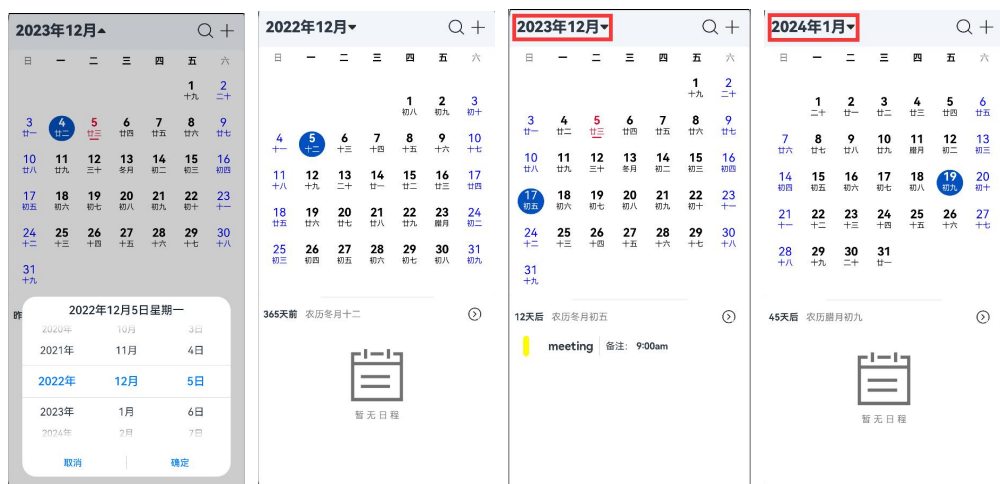 2023年12月
日 一 二 三 四 五 六
1 2
十九 二十
3 4 5 6 7 8 9
廿一 廿二 廿三 廿四 廿五 廿六 廿七
10 11 12 13 14 15 16
廿八 廿九 三十 冬月 初二 初三 初四
17 18 19 20 21 22 23
初五 初六 初七 初八 初九 初十 十一
24 25 26 27 28 29 30
十二 十三 十四 十五 十六 十七 十八
31
十九
昨
2022年12月5日星期一
2020年 10月 3日
2021年 11月 4日
2022年 12月 5日
2023年 1月 6日
2024年 2月 7日
取消 确定
2022年12月
日 一 二 三 四 五 六
1 2 3
初八 初九 初十
4 5 6 7 8 9 10
十一 十二 十三 十四 十五 十六 十七
11 12 13 14 15 16 17
十八 十九 二十 廿一 廿二 廿三 廿四
18 19 20 21 22 23 24
廿五 廿六 廿七 廿八 廿九 腊月 初二
25 26 27 28 29 30 31
初三 初四 初五 初六 初七 初八 初九
365天前 农历冬月十二
暂无日程
2023年12月
日 一 二 三 四 五 六
1 2
十九 二十
3 4 5 6 7 8 9
廿一 廿二 廿三 廿四 廿五 廿六 廿七
10 11 12 13 14 15 16
廿八 廿九 三十 冬月 初二 初三 初四
17 18 19 20 21 22 23
初五 初六 初七 初八 初九 初十 十一
24 25 26 27 28 29 30
十二 十三 十四 十五 十六 十七 十八
31
十九
12天后 农历冬月初五
meeting 备注: 9:00am
2024年1月
日 一 二 三 四 五 六
1 2 3 4 5 6
二十 廿一 廿二 廿三 廿四 廿五
7 8 9 10 11 12 13
廿六 廿七 廿八 廿九 腊月 初二 初三
14 15 16 17 18 19 20
初四 初五 初六 初七 初八 初九 初十
21 22 23 24 25 26 27
十一 十二 十三 十四 十五 十六 十七
28 29 30 31
十八 十九 二十 廿一
45天后 农历腊月初九
暂无日程